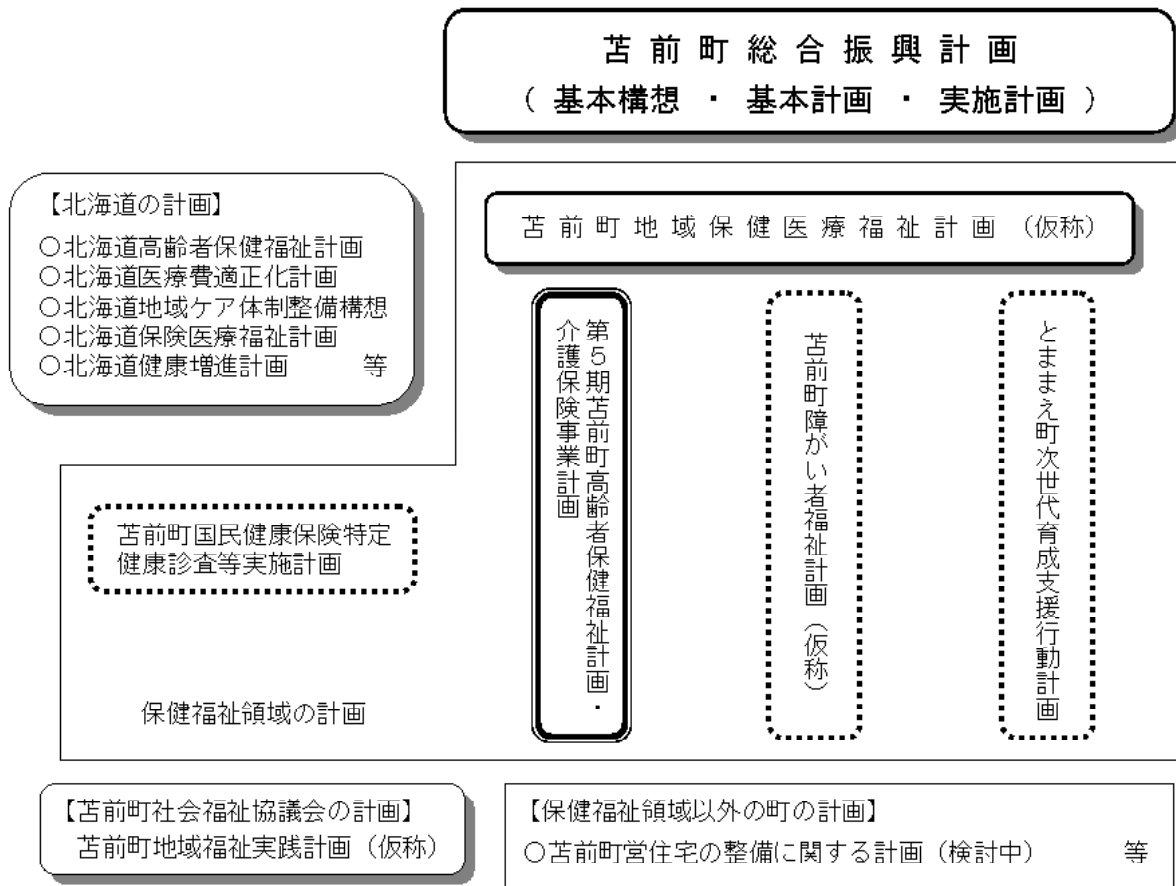 苫前町総合振興計画
（ 基本構想 ・ 基本計画 ・ 実施計画 ）
【北海道の計画】
○北海道高齢者保健福祉計画
○北海道医療費適正化計画
○北海道地域ケア体制整備構想
○北海道保険医療福祉計画
○北海道健康増進計画　　　等
苫前町地域保健医療福祉計画 （仮称）
第５期苫前町高齢者保健福祉計画・
介護保険事業計画
苫前町障がい者福祉計画（仮称）
とままえ町次世代育成支援行動計画
苫前町国民健康保険特定
健康診査等実施計画
保健福祉領域の計画
【苫前町社会福祉協議会の計画】
苫前町地域福祉実践計画（仮称）
【保健福祉領域以外の町の計画】
○苫前町営住宅の整備に関する計画（検討中）　　　等